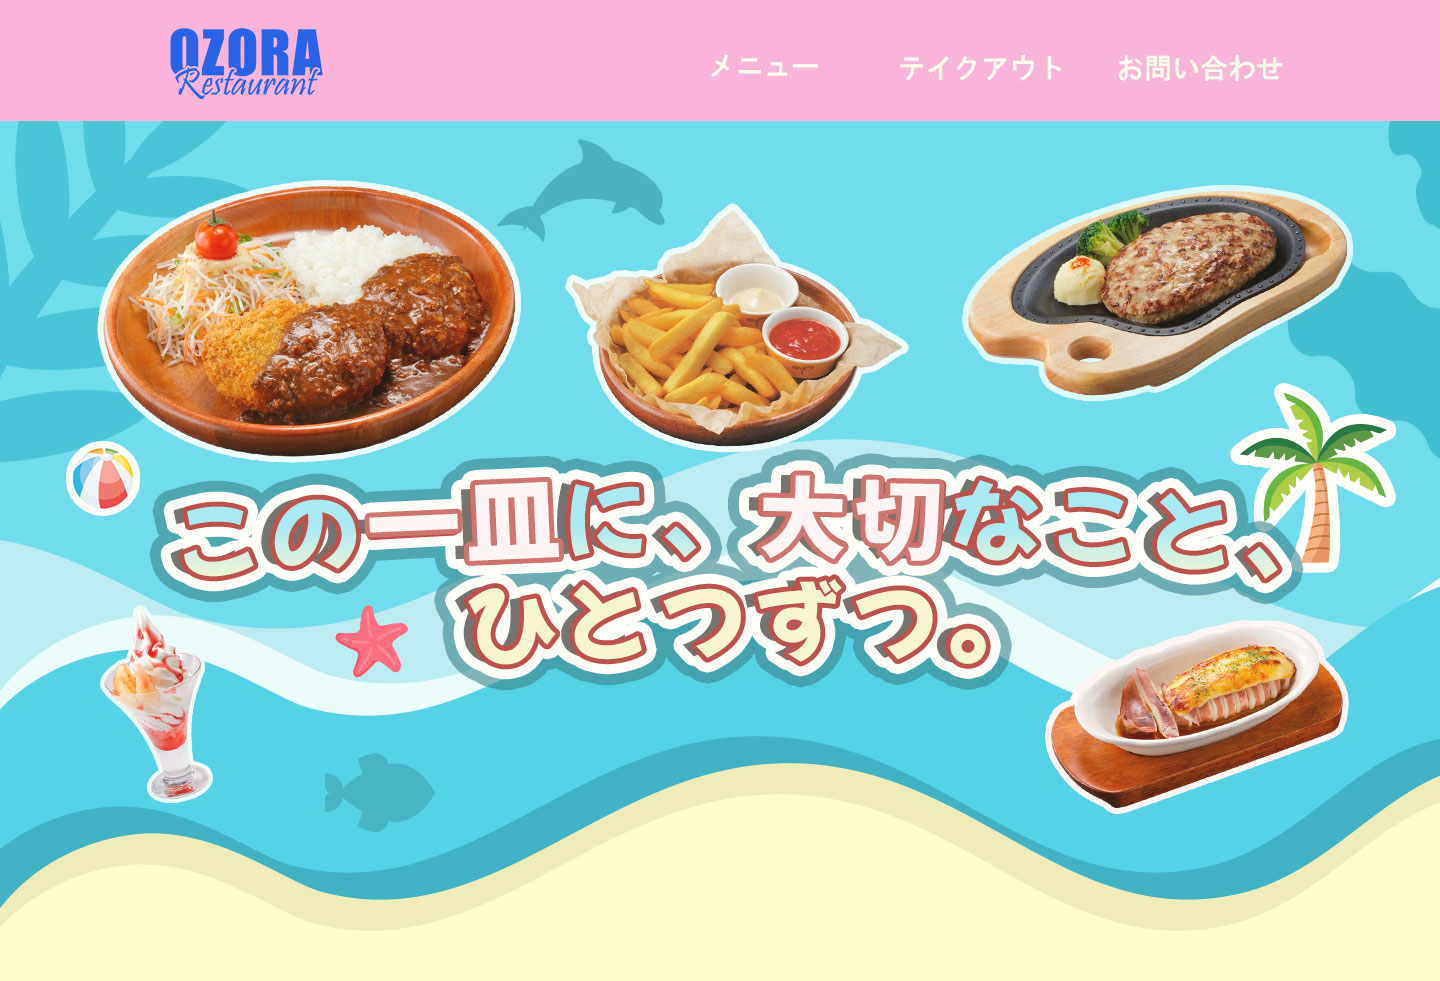 OZORA
Restaurant
メニュー
テイクアウト
お問い合わせ
この一皿に、大切なこと、
ひとつずつ。